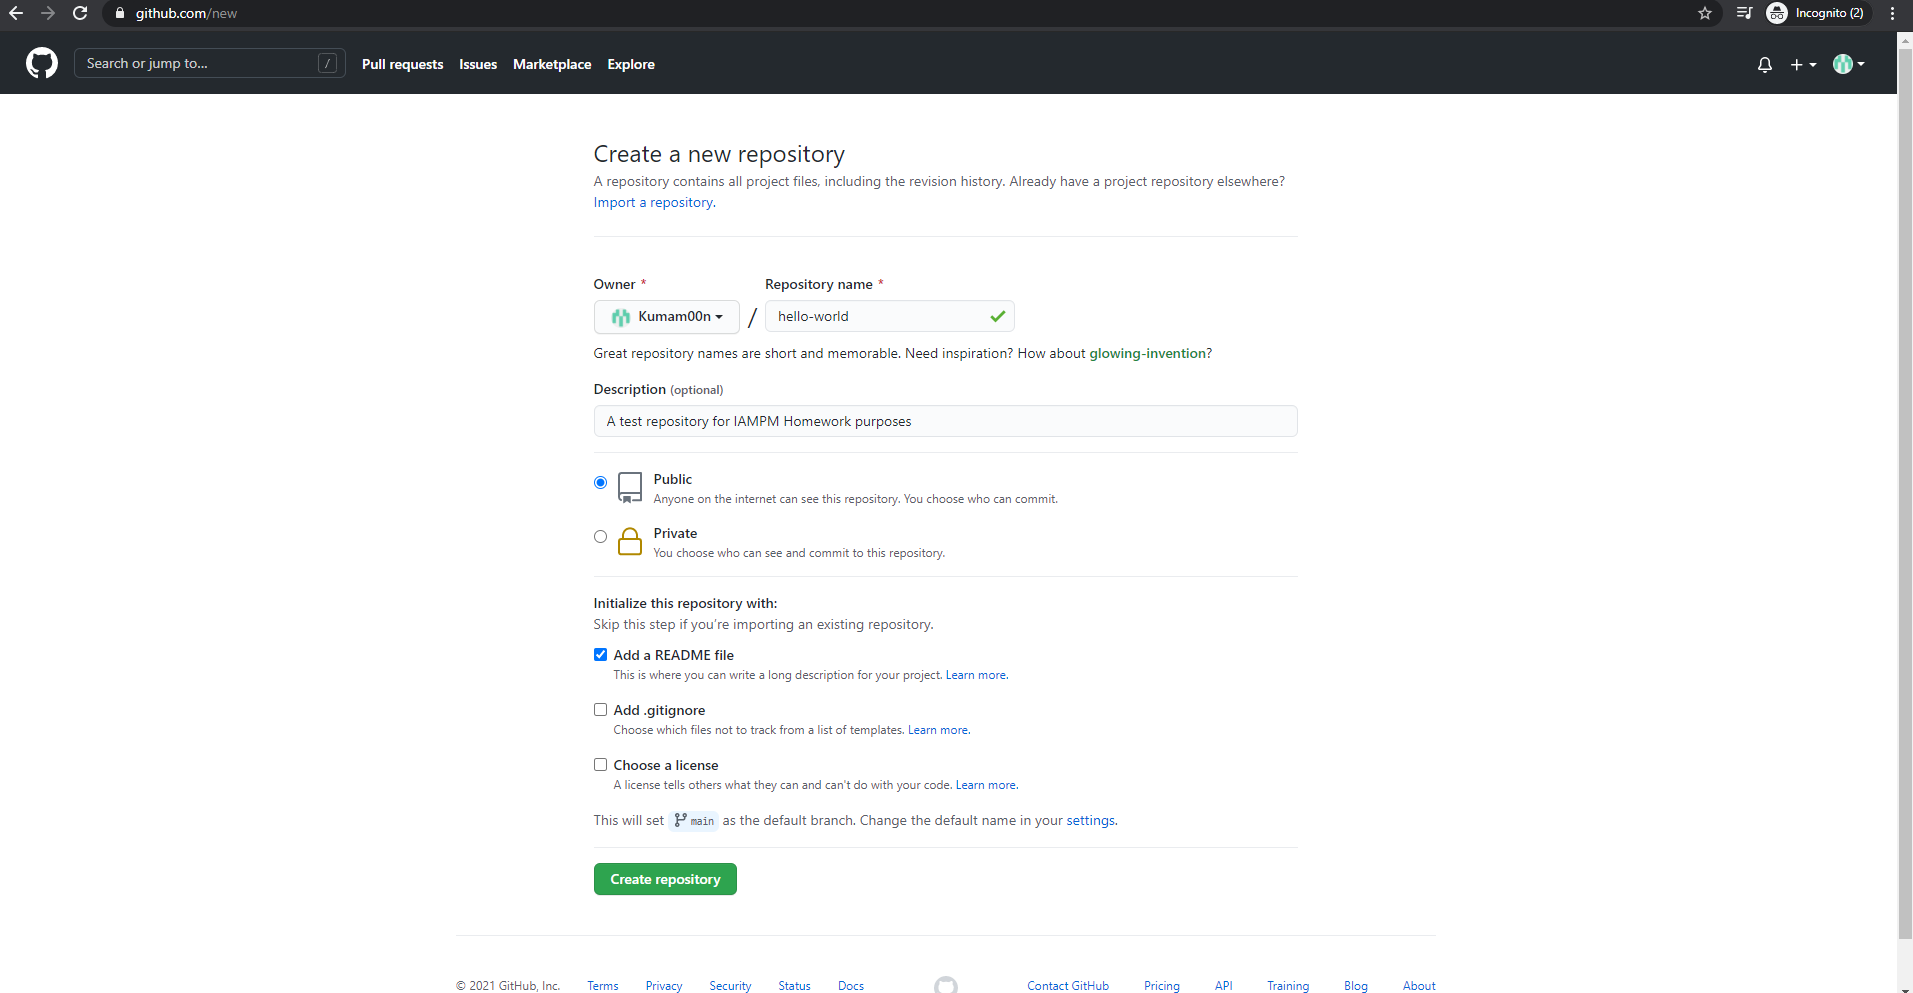 github.com/new
Incognito (2)
Search or jump to...
/
Pull requests Issues Marketplace Explore
Create a new repository
A repository contains all project files, including the revision history. Already have a project repository elsewhere?
Import a repository.
Owner * Repository name *
Kumam00n / hello-world
Great repository names are short and memorable. Need inspiration? How about glowing-invention?
Description (optional)
A test repository for IAMPM Homework purposes
Public
Anyone on the internet can see this repository. You choose who can commit.
Private
You choose who can see and commit to this repository.
Initialize this repository with:
Skip this step if you're importing an existing repository.
Add a README file
This is where you can write a long description for your project. Learn more.
Add .gitignore
Choose which files not to track from a list of templates. Learn more.
Choose a license
A license tells others what they can and can't do with your code. Learn more.
This will set main as the default branch. Change the default name in your settings.
Create repository
© 2021 GitHub, Inc. Terms Privacy Security Status Docs Contact GitHub Pricing API Training Blog About